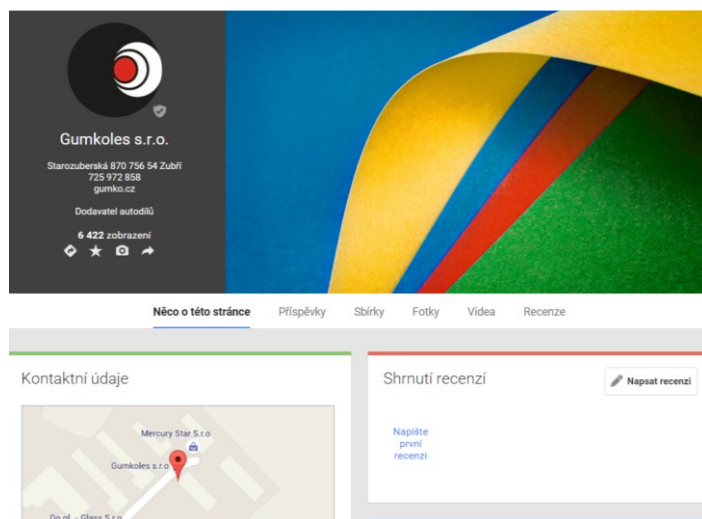 Gumkoles s.r.o.
Starozuberská 870 756 54 Zubří
725 972 858
gumko.cz
Dodavatel autodílů
6 422 zobrazení
Něco o této stránce
Příspěvky
Sbírky
Fotky
Videa
Recenze
Kontaktní údaje
Mercury Star S.r.o
Gumkoles s.r.o
Shrnutí recenzí
Napsat recenzi
Napište
první
recenzi